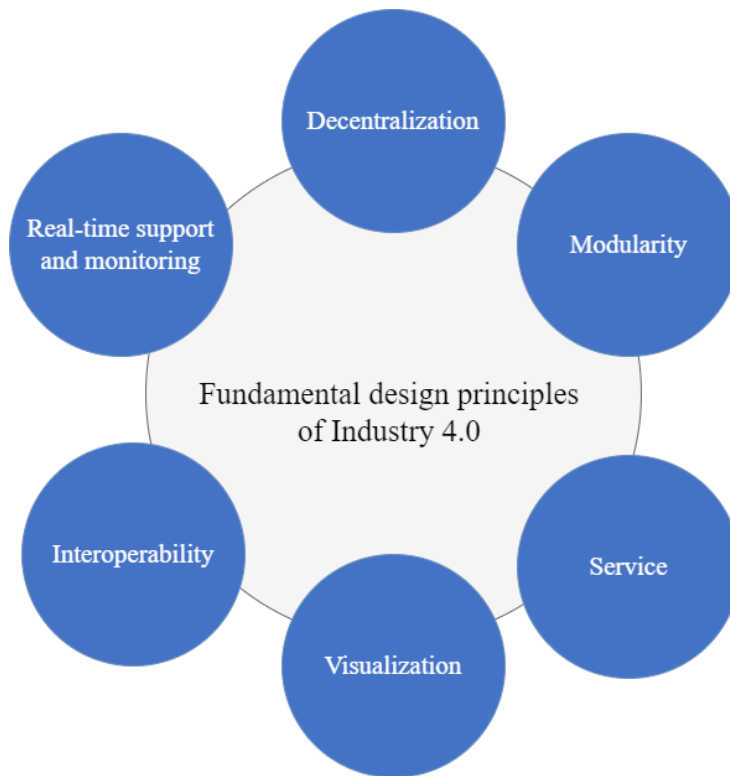 Decentralization
Real-time support
and monitoring
Modularity
Fundamental design principles
of Industry 4.0
Interoperability
Service
Visualization